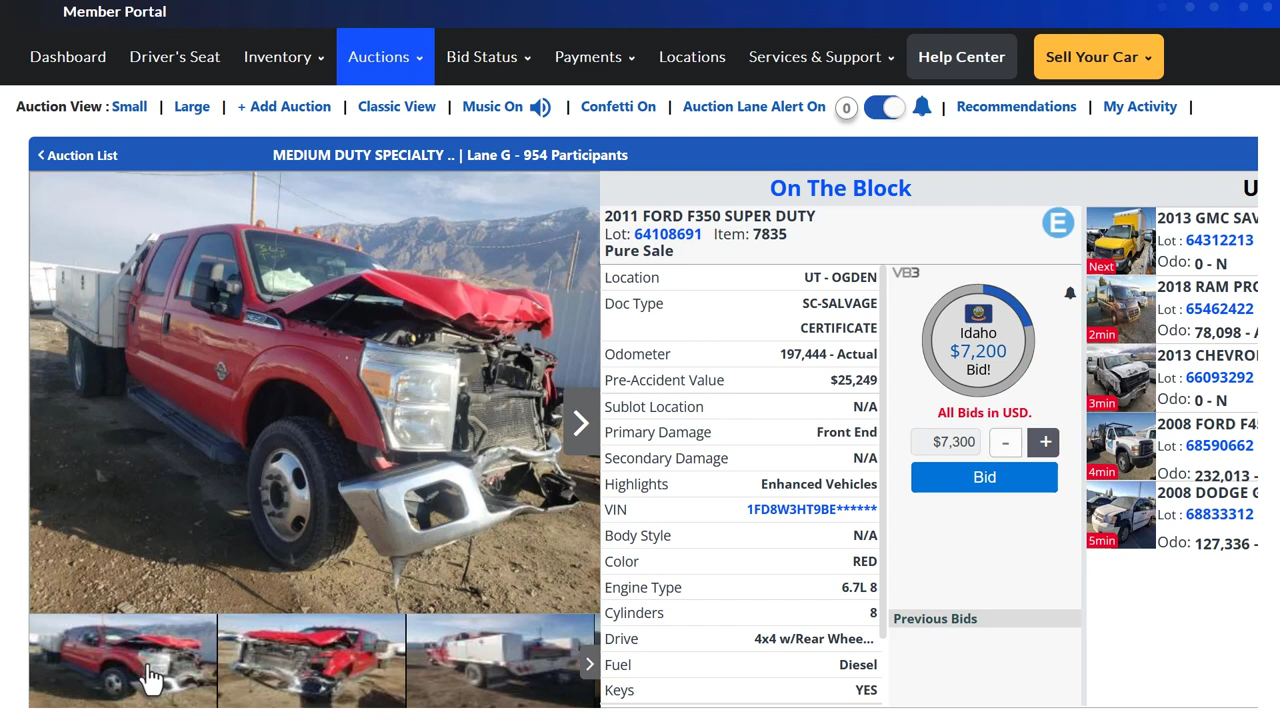 Member Portal
Dashboard Driver's Seat Inventory Auctions Bid Status Payments Locations Services & Support Help Center Sell Your Car
Auction View : Small | Large | + Add Auction | Classic View | Music On | Confetti On | Auction Lane Alert On 0 | Recommendations | My Activity |
Auction List MEDIUM DUTY SPECIALTY .. | Lane G - 954 Participants
On The Block U
2011 FORD F350 SUPER DUTY
Lot: 64108691 Item: 7835
Pure Sale
E
Location UT - OGDEN
Doc Type SC-SALVAGE
CERTIFICATE
Odometer 197,444 - Actual
Pre-Accident Value $25,249
Sublot Location N/A
Primary Damage Front End
Secondary Damage N/A
Highlights Enhanced Vehicles
VIN 1FD8W3HT9BE******
Body Style N/A
Color RED
Engine Type 6.7L 8
Cylinders 8
Drive 4x4 w/Rear Whee...
Fuel Diesel
Keys YES
VB3
Idaho
$7,200
Bid!
All Bids in USD.
$7,300 - +
Bid
Previous Bids
2013 GMC SAV
Lot : 64312213
Next Odo: 0 - N
2018 RAM PRO
Lot : 65462422
2min Odo: 78,098 - A
2013 CHEVRO
Lot : 66093292
3min Odo: 0 - N
2008 FORD F4
Lot : 68590662
4min Odo: 232,013 -
2008 DODGE G
Lot : 68833312
5min Odo: 127,336 -